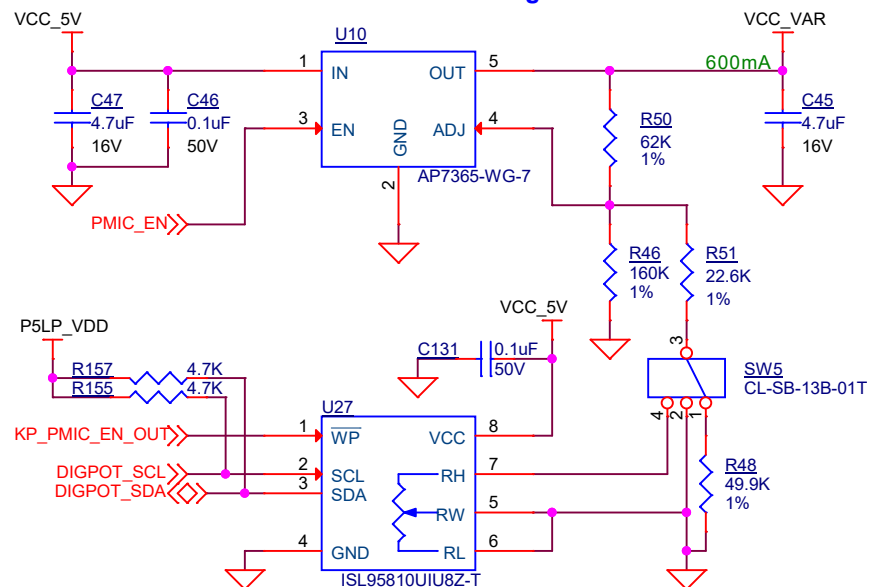 VCC_5V
U10
VCC_VAR
1
IN
OUT
5
600mA
C47
4.7uF
16V
C46
0.1uF
50V
3
EN
ADJ
4
GND
2
AP7365-WG-7
R50
62K
1%
C45
4.7uF
16V
PMIC_EN
R46
160K
1%
R51
22.6K
1%
VCC_5V
P5LP_VDD
C131
0.1uF
50V
3
SW5
CL-SB-13B-01T
4
2
1
R157
4.7K
R155
4.7K
U27
KP_PMIC_EN_OUT
1
WP
VCC
8
DIGPOT_SCL
2
SCL
RH
7
DIGPOT_SDA
3
SDA
RW
5
R48
49.9K
1%
4
GND
RL
6
ISL95810UIU8Z-T